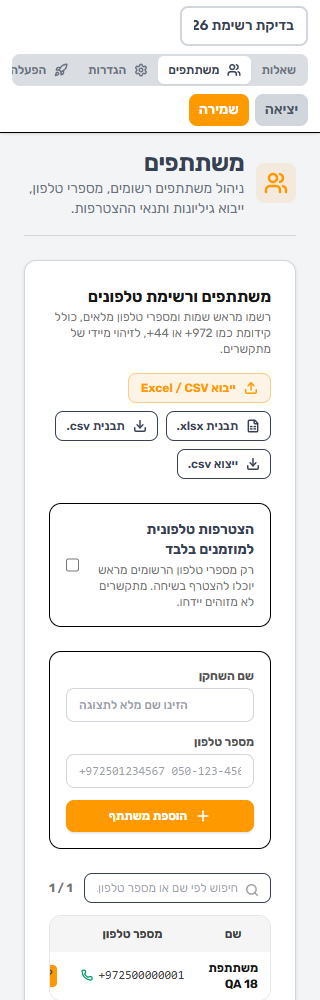 בדיקת רשימת 26
שאלות
משתתפים
הגדרות
הפעלה
יציאה
שמירה
משתתפים
ניהול משתתפים רשומים, מספרי טלפון,
ייבוא גיליונות ותנאי ההצטרפות.
משתתפים ורשימת טלפונים
רשמו מראש שמות ומספרי טלפון מלאים, כולל
קידומת כמו 972+ או 44+, לזיהוי מיידי של
מתקשרים.
ייבוא Excel / CSV
תבנית xlsx.
תבנית csv.
ייצוא csv.
הצטרפות טלפונית
למוזמנים בלבד
רק מספרי טלפון הרשומים מראש
יוכלו להצטרף בשיחה. מתקשרים
לא מזוהים יידחו.
שם השחקן
הזינו שם מלא לתצוגה
מספר טלפון
+972501234567 050-123-456
הוספת משתתף
חיפוש לפי שם או מספר טלפון.
1 / 1
שם
מספר טלפון
משתתפת
QA 18
+972500000001